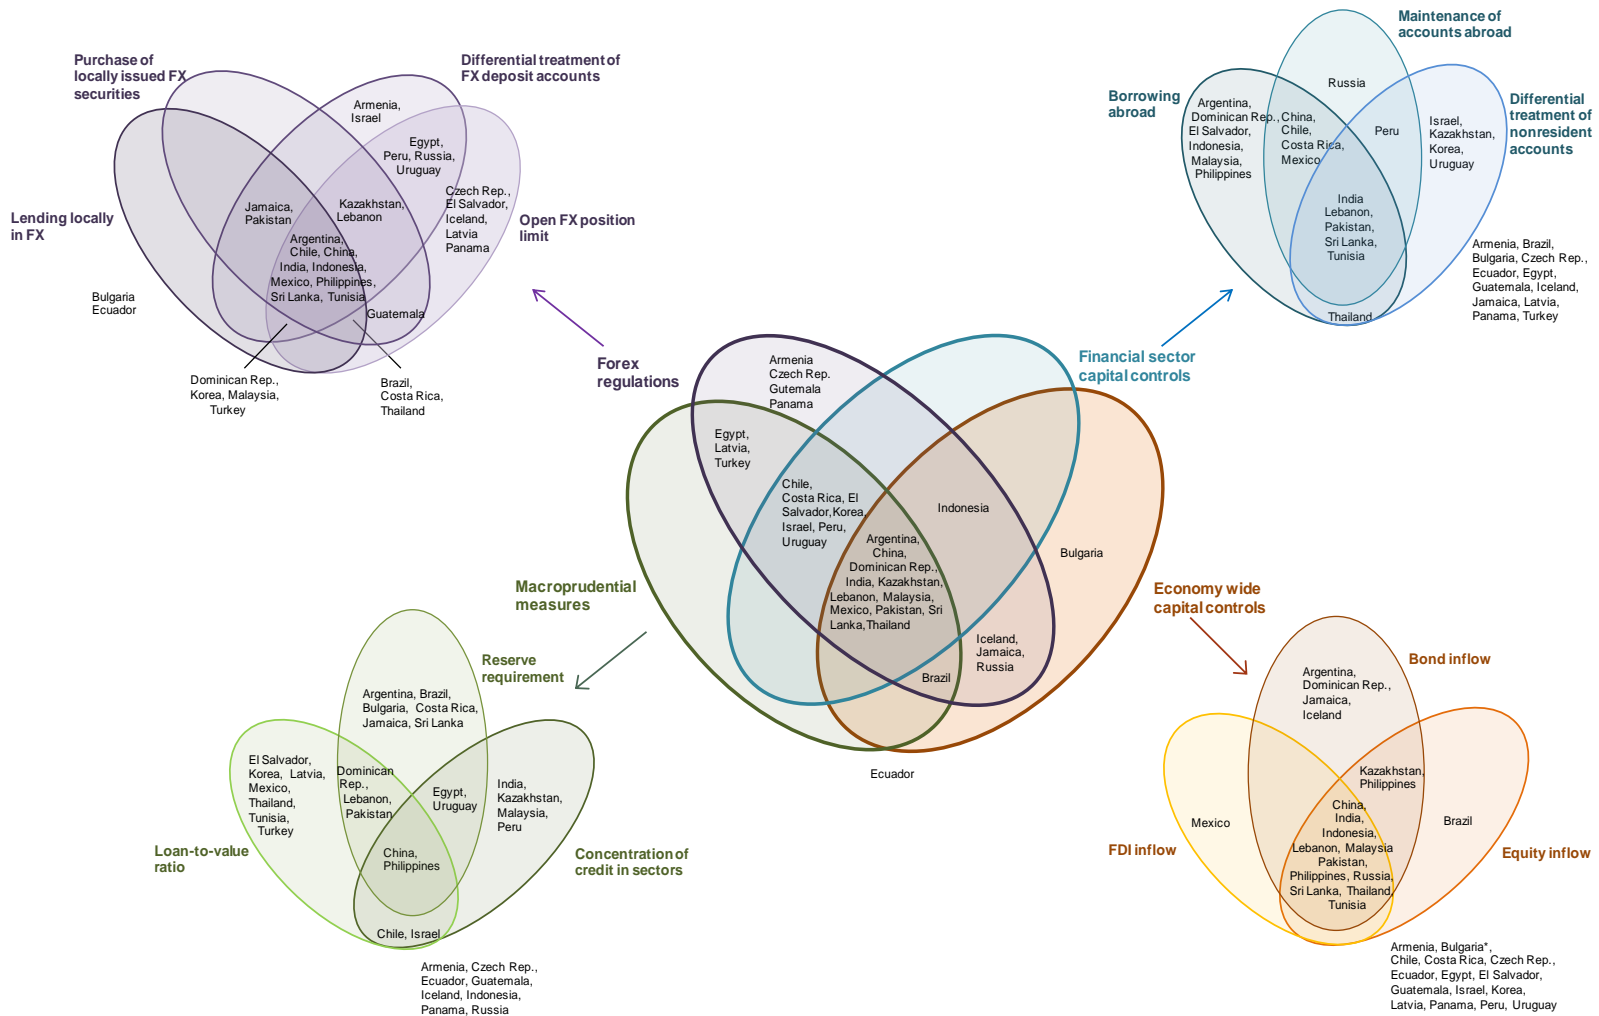 Purchase of
locally issued FX
securities
Differential treatment of
FX deposit accounts
Lending locally
in FX
Open FX position
limit
Armenia,
Israel
Egypt,
Peru, Russia,
Uruguay
Czech Rep.,
El Salvador,
Iceland,
Latvia
Panama
Jamaica,
Pakistan
Kazakhstan,
Lebanon
Argentina,
Chile, China,
India, Indonesia,
Mexico, Philippines,
Sri Lanka, Tunisia
Guatemala
Bulgaria
Ecuador
Dominican Rep.,
Korea, Malaysia,
Turkey
Brazil,
Costa Rica,
Thailand
Maintenance of
accounts abroad
Borrowing
abroad
Differential
treatment of
nonresident
accounts
Russia
Argentina,
Dominican Rep.,
El Salvador,
Indonesia,
Malaysia,
Philippines
China,
Chile,
Costa Rica,
Mexico
Peru
Israel,
Kazakhstan,
Korea,
Uruguay
India
Lebanon,
Pakistan,
Sri Lanka,
Tunisia
Thailand
Armenia, Brazil,
Bulgaria, Czech Rep.,
Ecuador, Egypt,
Guatemala, Iceland,
Jamaica, Latvia,
Panama, Turkey
Forex
regulations
Financial sector
capital controls
Macroprudential
measures
Economy wide
capital controls
Armenia
Czech Rep.
Gutemala
Panama
Egypt,
Latvia,
Turkey
Chile,
Costa Rica, El
Salvador,Korea,
Israel, Peru,
Uruguay
Indonesia
Bulgaria
Argentina,
China,
Dominican Rep.,
India, Kazakhstan,
Lebanon, Malaysia,
Mexico, Pakistan, Sri
Lanka,Thailand
Iceland,
Jamaica,
Russia
Brazil
Ecuador
Reserve
requirement
Loan-to-value
ratio
Concentration of
credit in sectors
Argentina, Brazil,
Bulgaria, Costa Rica,
Jamaica, Sri Lanka
El Salvador,
Korea, Latvia,
Mexico,
Thailand,
Tunisia,
Turkey
Dominican
Rep.,
Lebanon,
Pakistan
Egypt,
Uruguay
India,
Kazakhstan,
Malaysia,
Peru
China,
Philippines
Chile, Israel
Armenia, Czech Rep.,
Ecuador, Guatemala,
Iceland, Indonesia,
Panama, Russia
Bond inflow
FDI inflow
Equity inflow
Argentina,
Dominican Rep.,
Jamaica,
Iceland
Kazakhstan,
Philippines
Mexico
Brazil
China,
India,
Indonesia,
Lebanon, Malaysia
Pakistan,
Philippines, Russia,
Sri Lanka, Thailand,
Tunisia
Armenia, Bulgaria*,
Chile, Costa Rica, Czech Rep.,
Ecuador, Egypt, El Salvador,
Guatemala, Israel, Korea,
Latvia, Panama, Peru, Uruguay